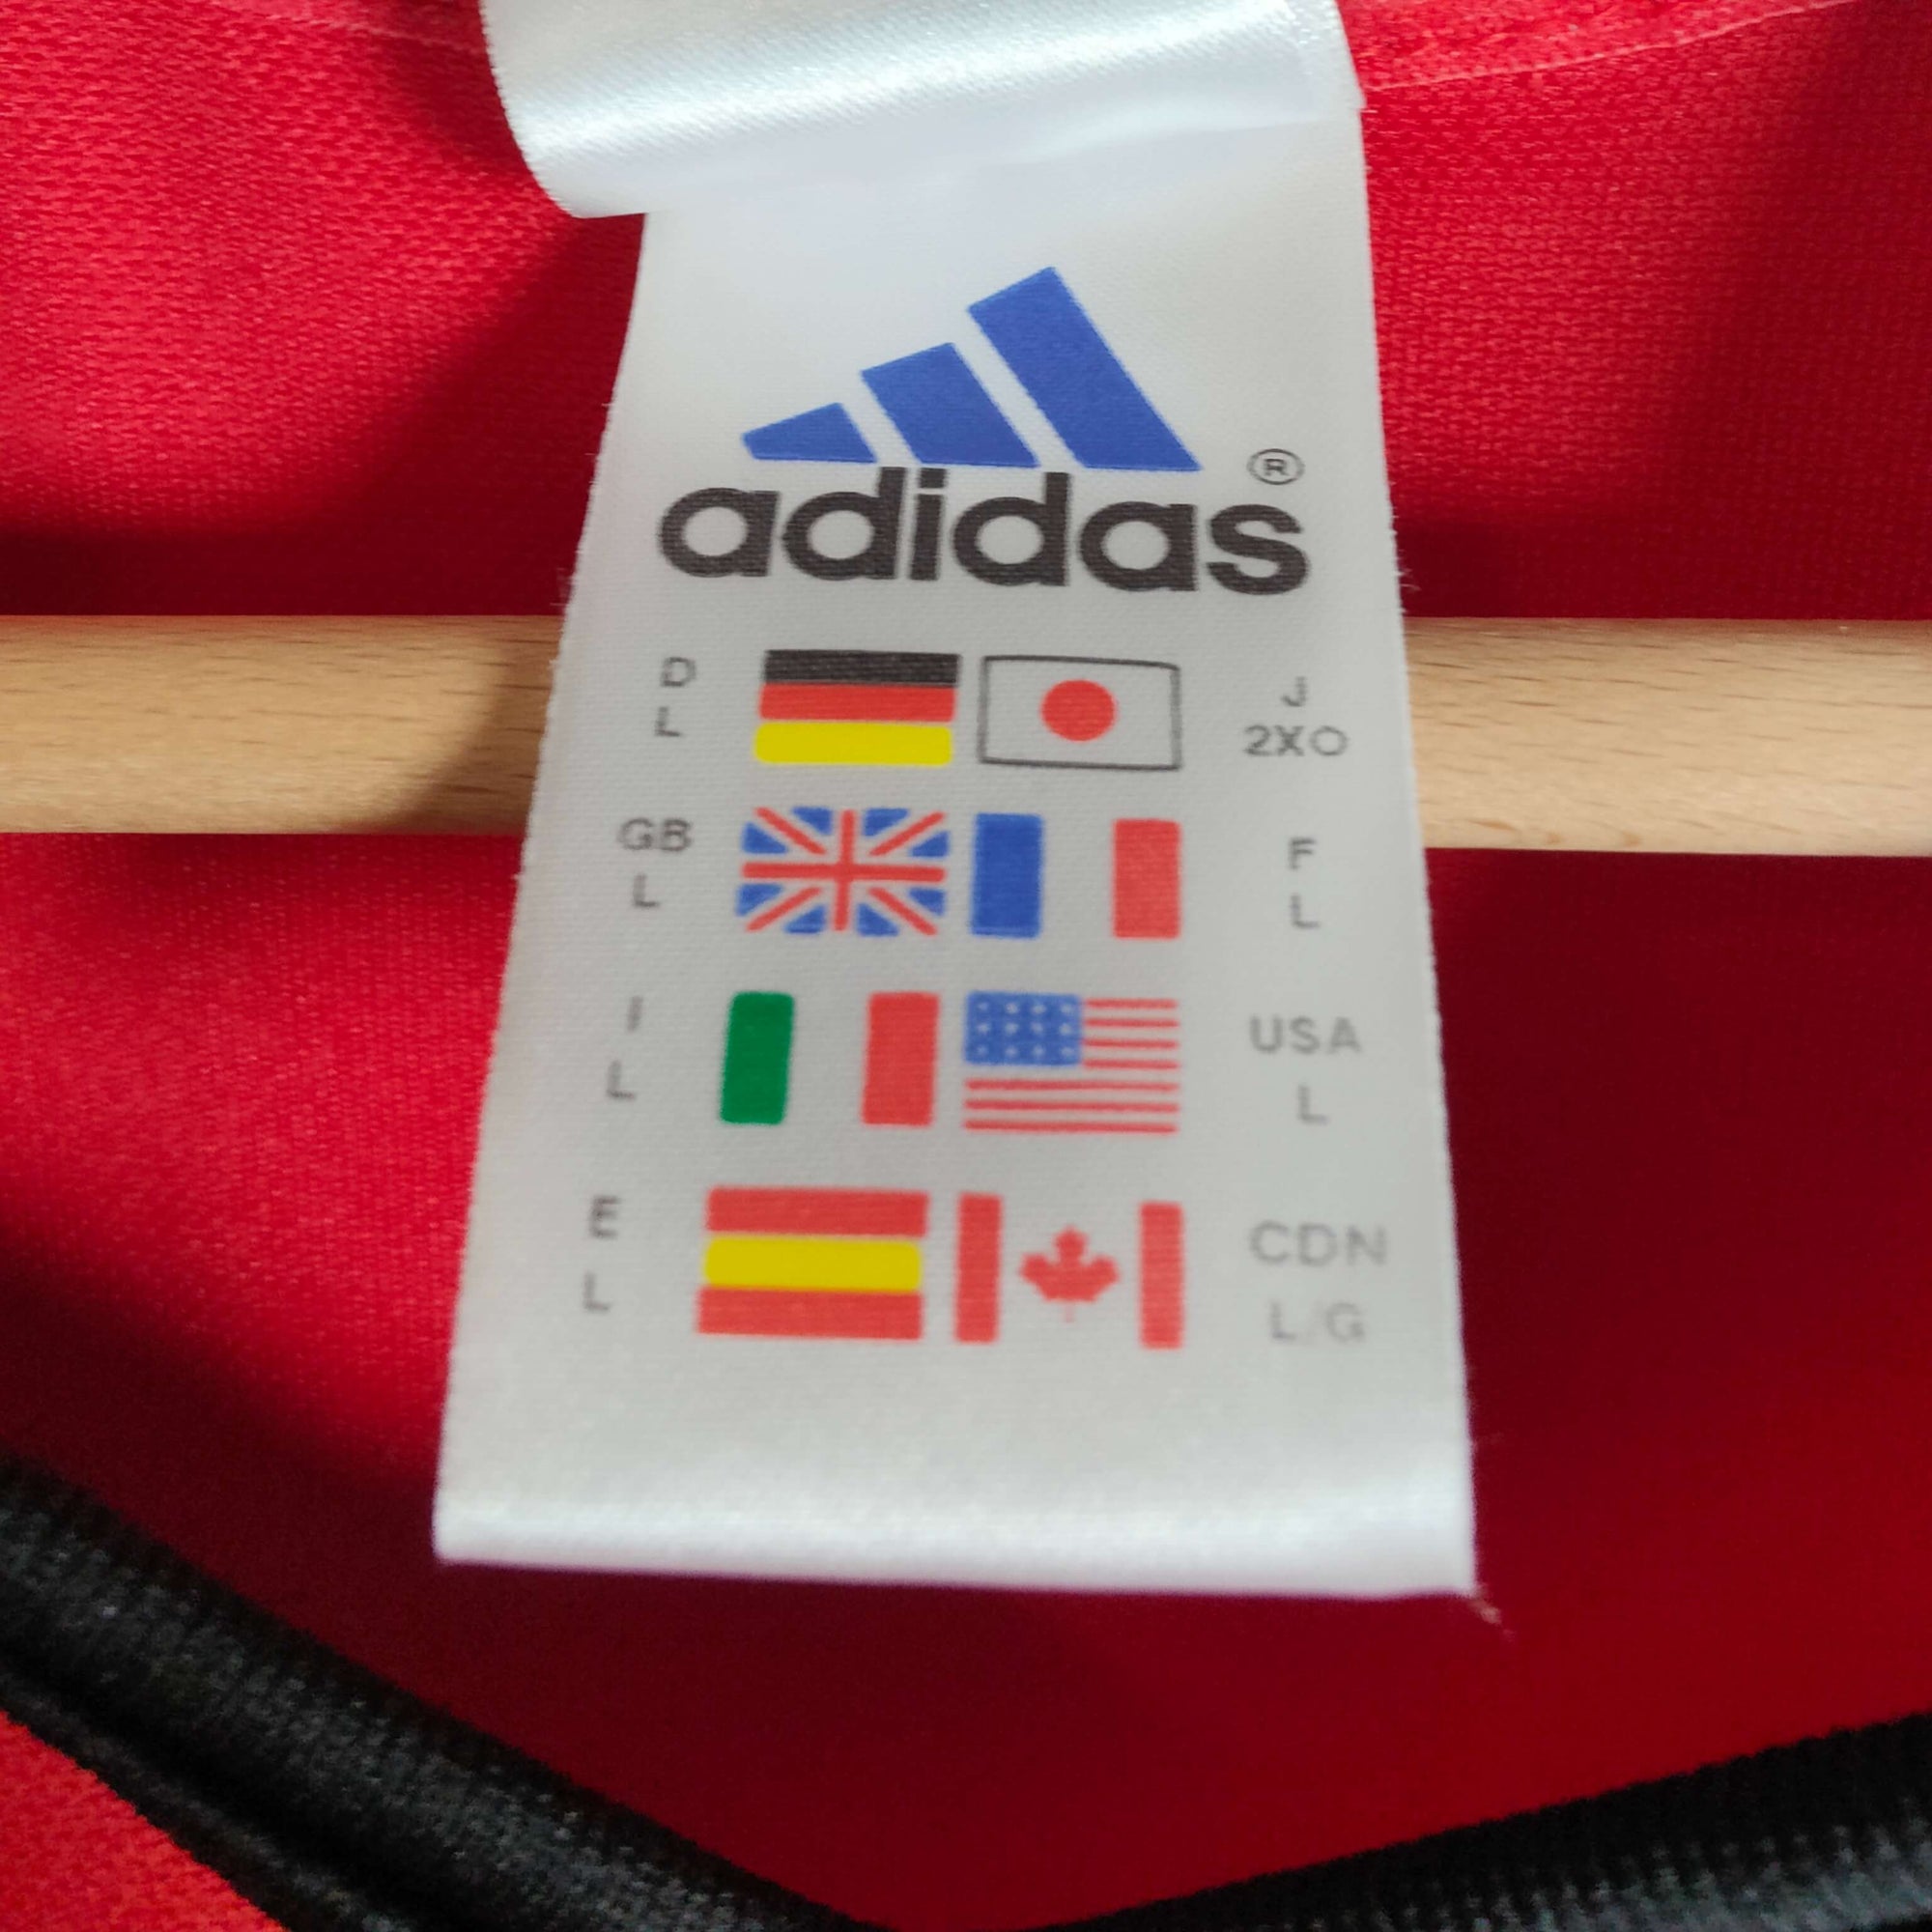 adidas®
D J
L 2XO
GB F
L L
I USA
L L
E CDN
L L/G